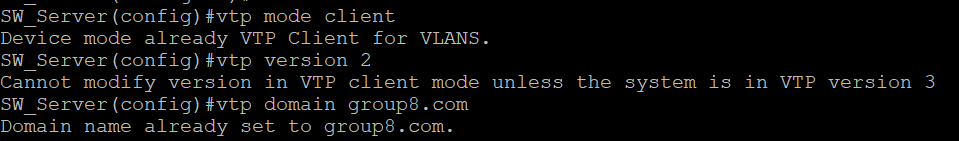 SW_Server(config)#vtp mode client
Device mode already VTP Client for VLANS.
SW_Server(config)#vtp version 2
Cannot modify version in VTP client mode unless the system is in VTP version 3
SW_Server(config)#vtp domain group8.com
Domain name already set to group8.com.